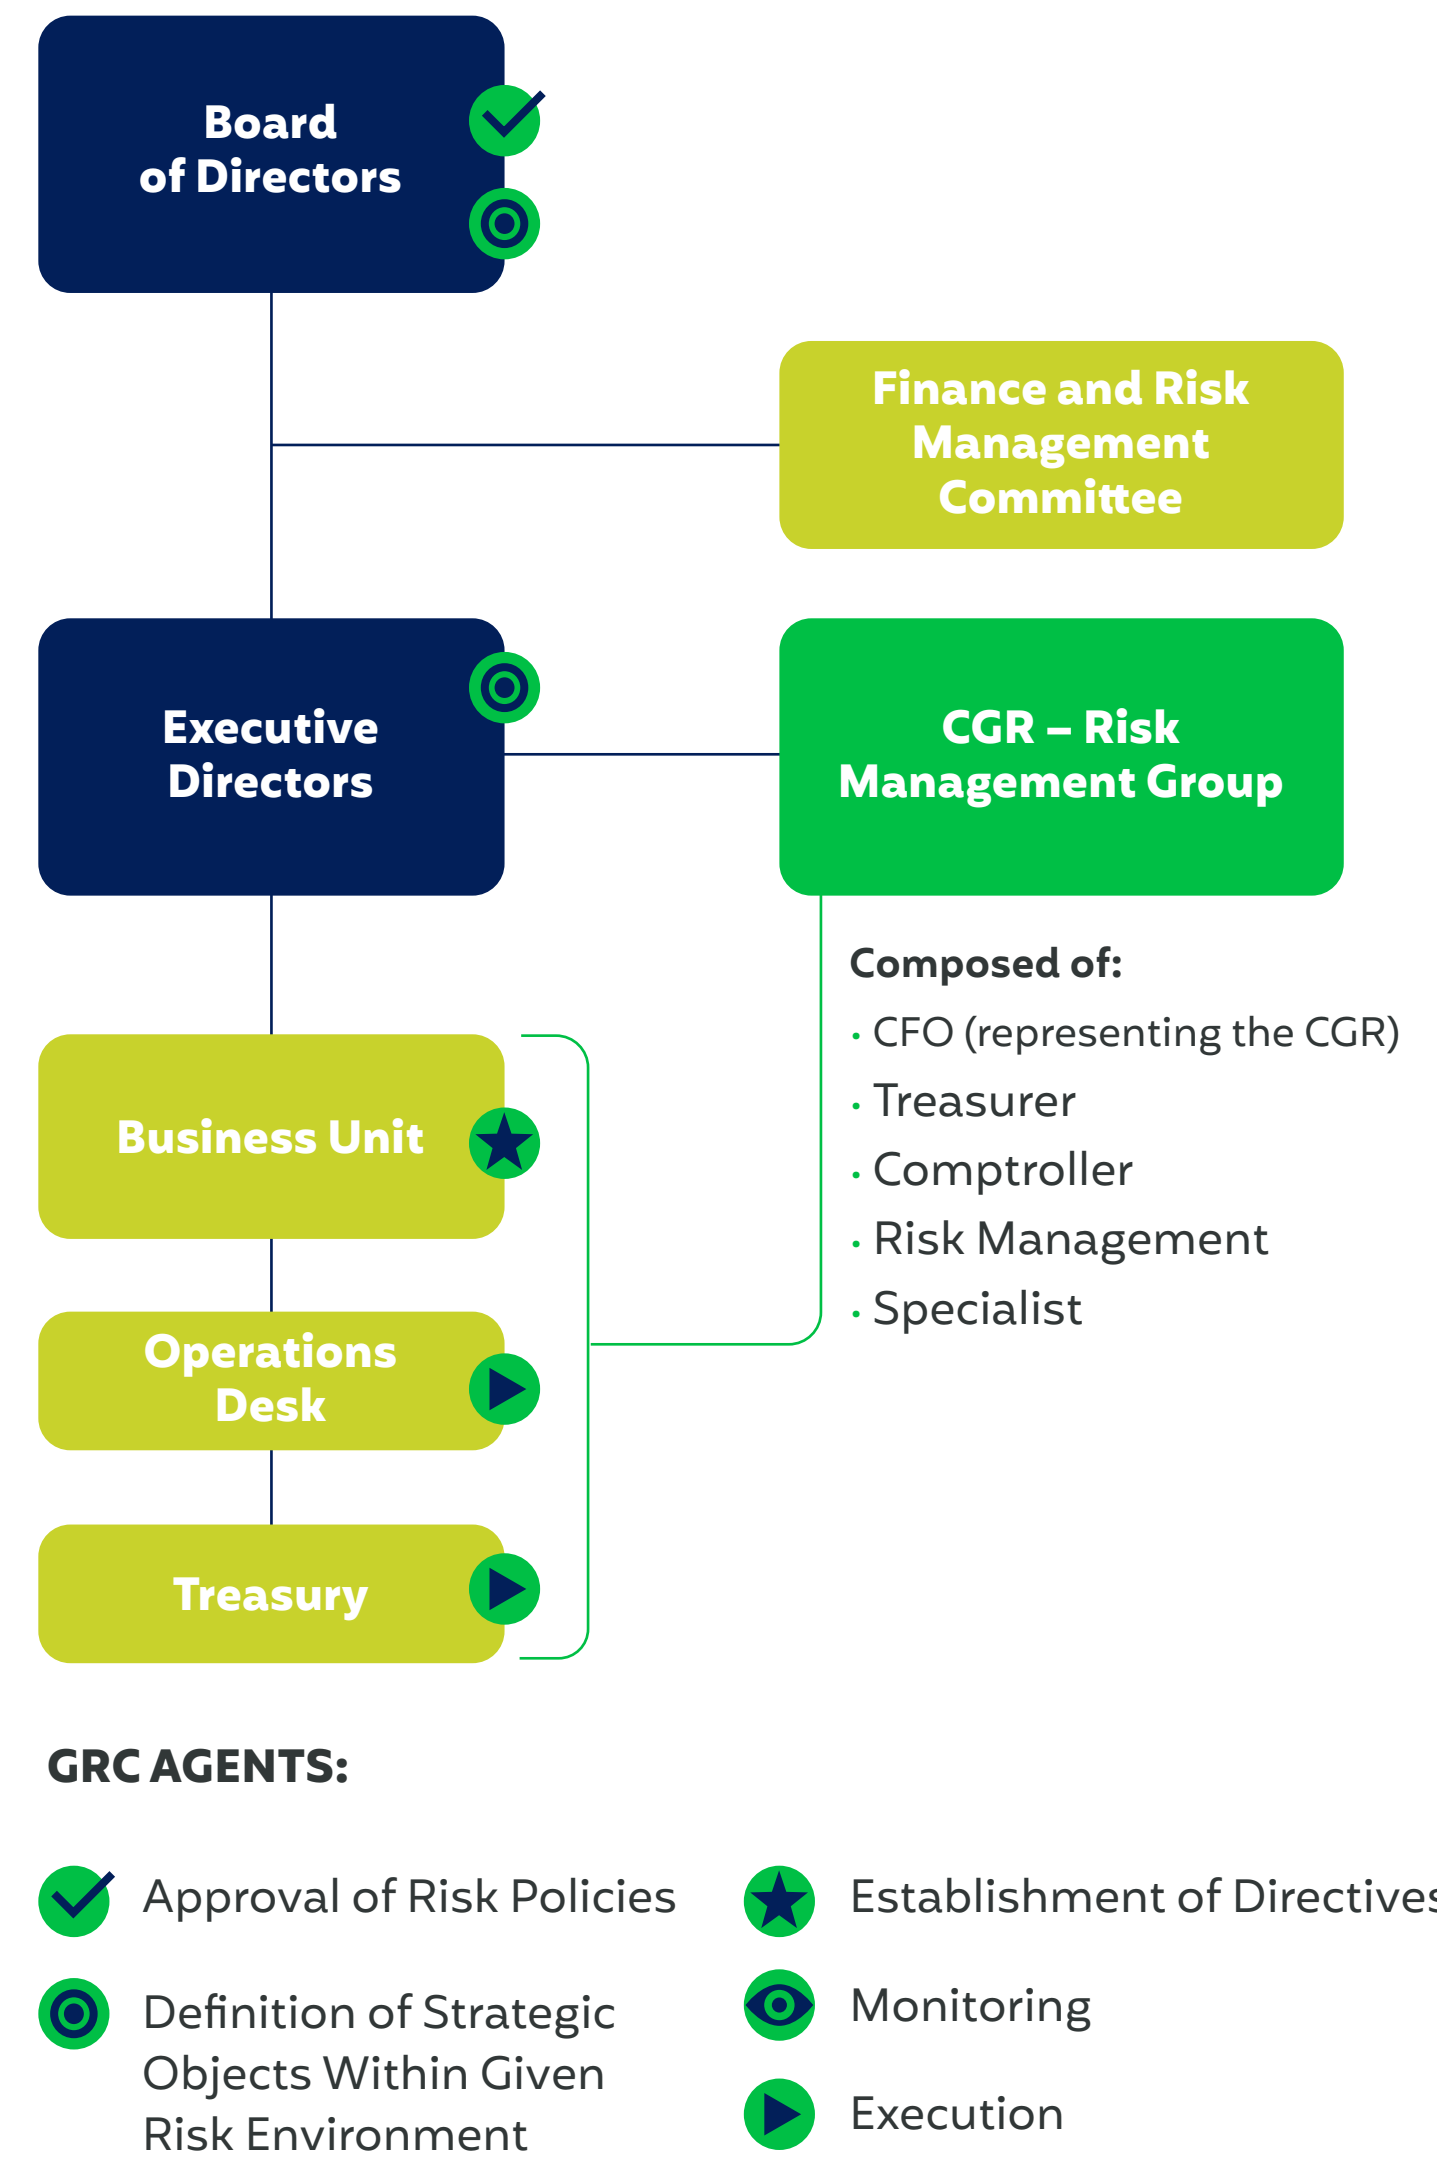 Board
of Directors
Finance and Risk
Management
Committee
Executive
Directors
CGR – Risk
Management Group
Composed of:
• CFO (representing the CGR)
• Treasurer
• Comptroller
• Risk Management
• Specialist
Business Unit
Operations
Desk
Treasury
GRC AGENTS:
Approval of Risk Policies
Definition of Strategic
Objects Within Given
Risk Environment
Establishment of Directives
Monitoring
Execution